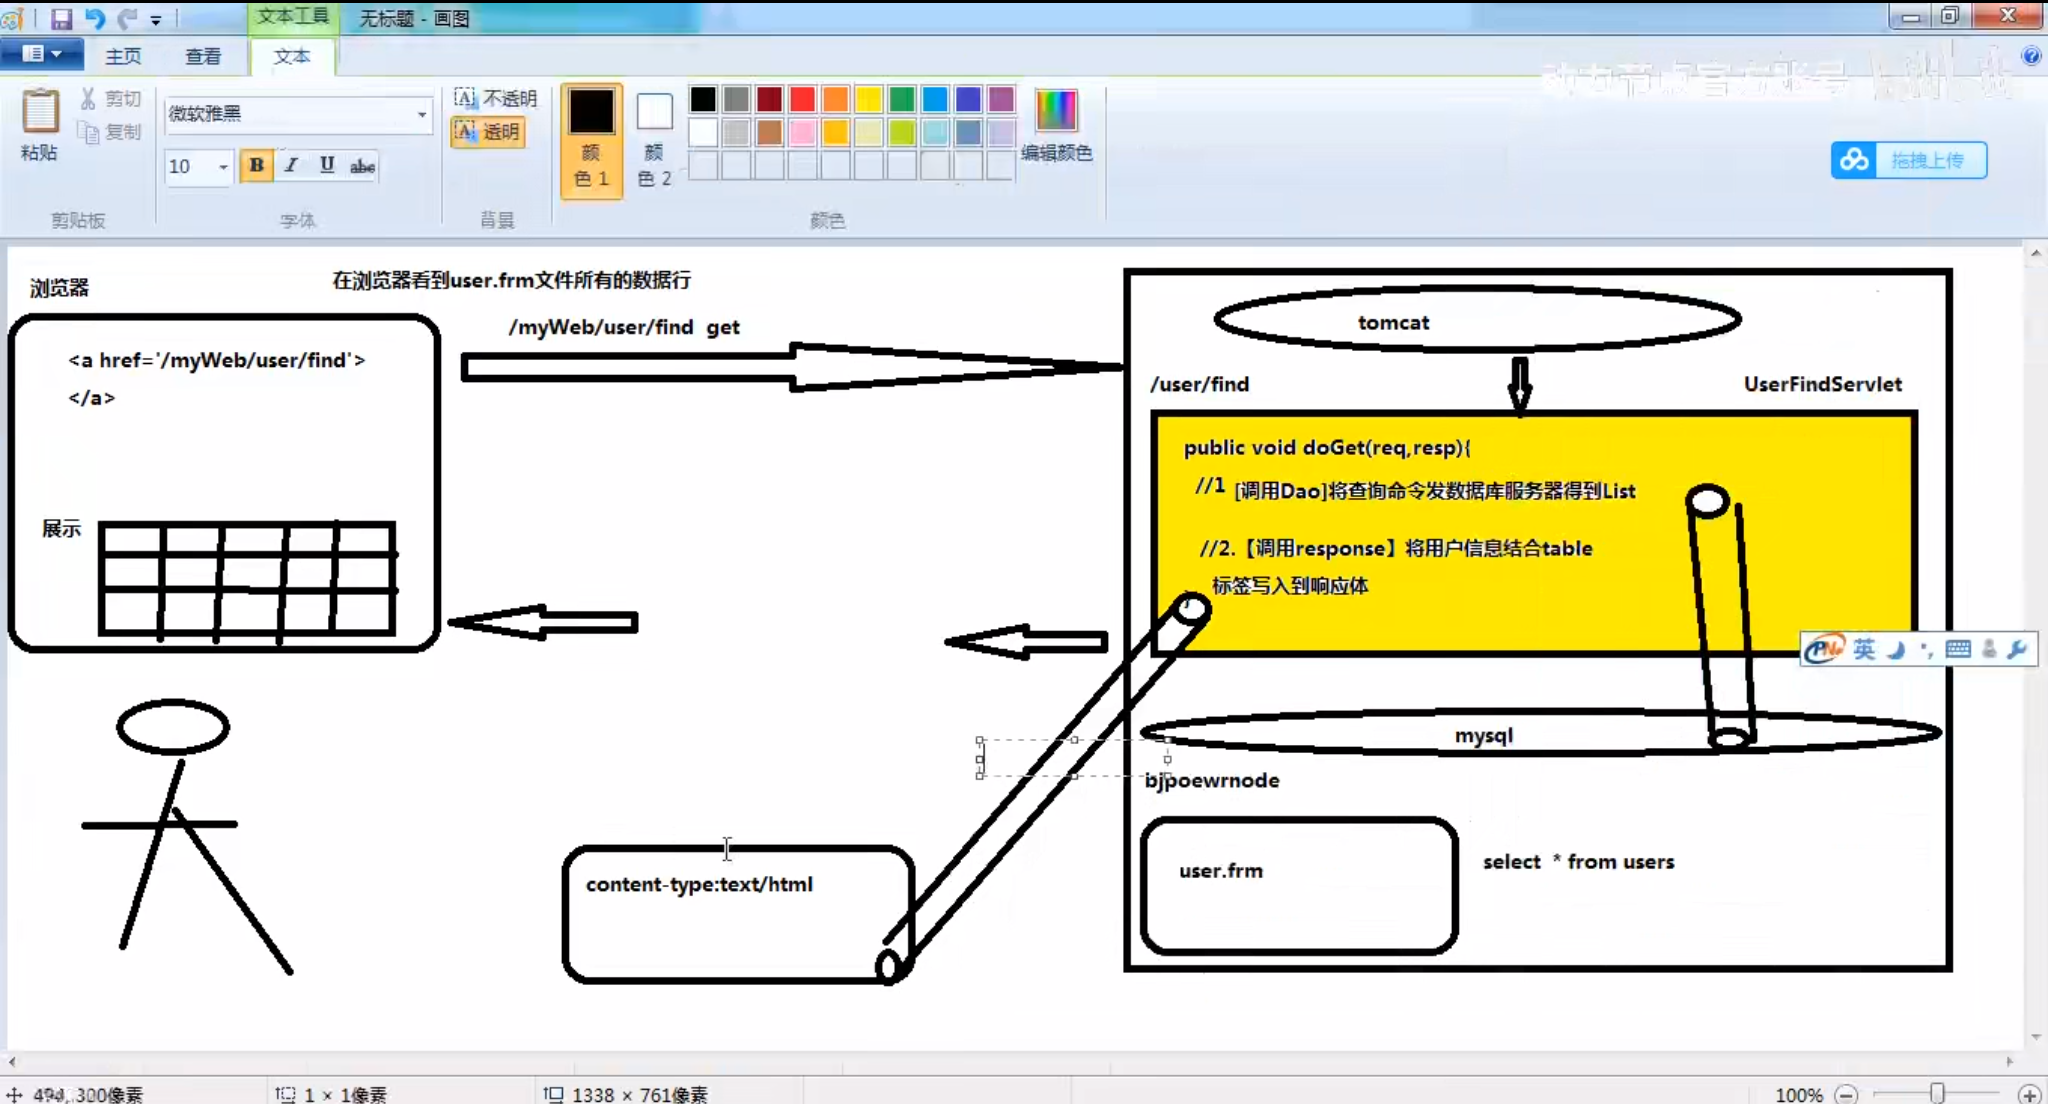 文本工具
无标题 - 画图
主页
查看
文本
动力节点官方账号
粘贴
剪切
复制
剪贴板
微软雅黑
10
B I U abc
字体
不透明
透明
背景
颜
色 1
颜
色 2
编辑颜色
颜色
拖拽上传
浏览器
在浏览器看到user.frm文件所有的数据行
/myWeb/user/find get
<a href='/myWeb/user/find'>
</a>
展示
tomcat
/user/find
UserFindServlet
public void doGet(req,resp){
//1 [调用Dao]将查询命令发数据库服务器得到List
//2.【调用response】将用户信息结合table
标签写入到响应体
英
mysql
bjpoewrnode
user.frm
select * from users
content-type:text/html
494, 300像素
1 × 1像素
1338 × 761像素
100%